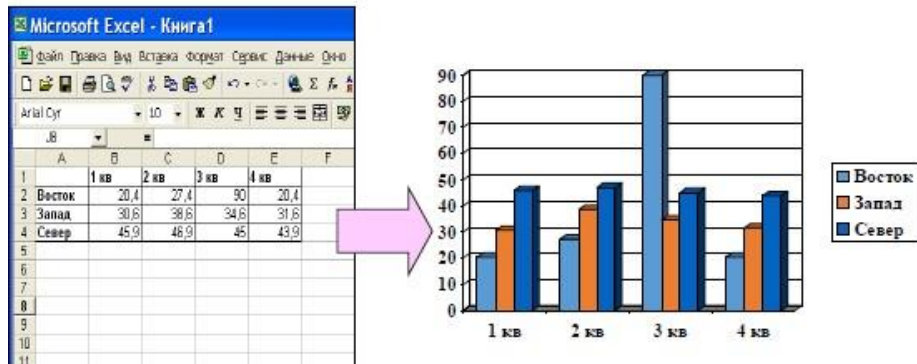 Microsoft Excel - Книга1
Файл Правка Вид Вставка Формат Сервис Данные Окно
Arial Cyr 10 Ж К Ч
J8 =
A B C D E F
1 1 кв 2 кв 3 кв 4 кв
2 Восток 20,4 27,4 90 20,4
3 Запад 30,6 38,6 34,6 31,6
4 Север 45,9 46,9 45 43,9
5
6
7
8
9
10
11
90
80
70
60
50
40
30
20
10
0
1 кв 2 кв 3 кв 4 кв
Восток
Запад
Север